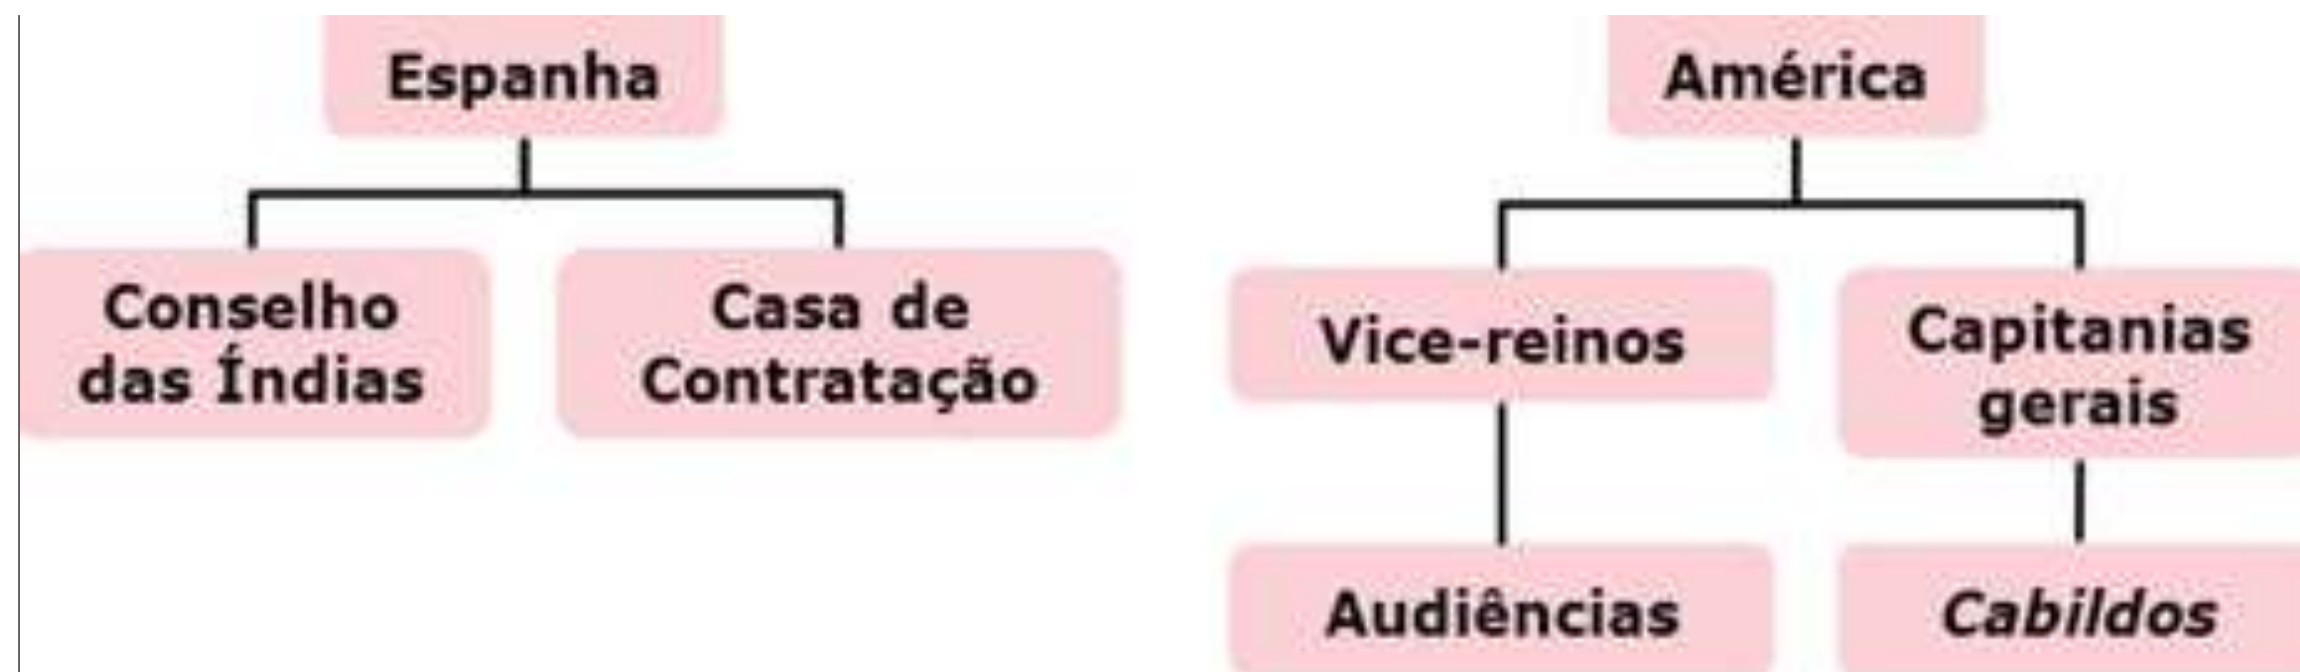 Espanha
Conselho
das Índias
Casa de
Contratação
América
Vice-reinos
Capitanias
gerais
Audiências
Cabildos